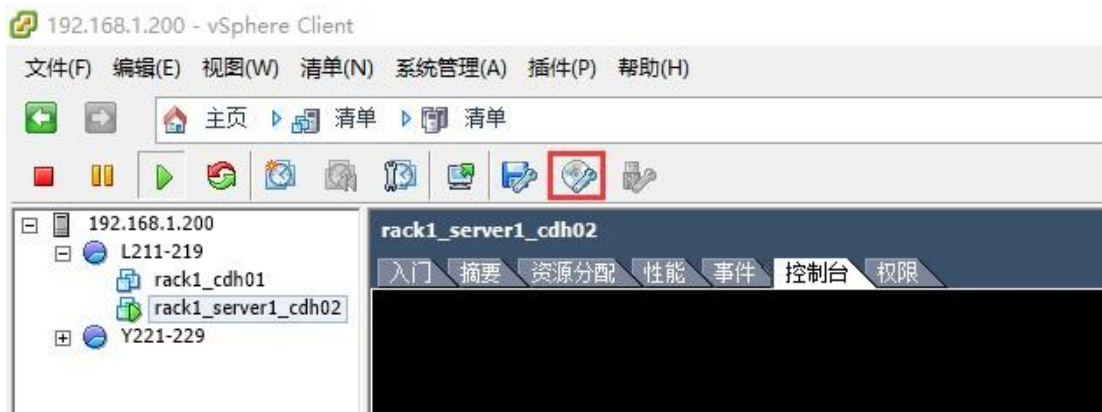 192.168.1.200 - vSphere Client
文件(F) 编辑(E) 视图(W) 清单(N) 系统管理(A) 插件(P) 帮助(H)
主页 清单 清单
192.168.1.200
L211-219
rack1_cdh01
rack1_server1_cdh02
Y221-229
rack1_server1_cdh02
入门 摘要 资源分配 性能 事件 控制台 权限